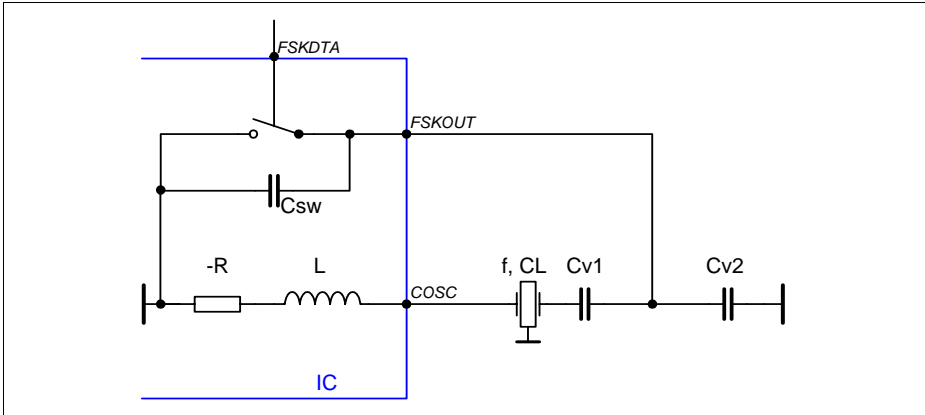 FSKDTA
FSKOUT
Csw
-R L f, CL Cv1 Cv2
COSC
IC